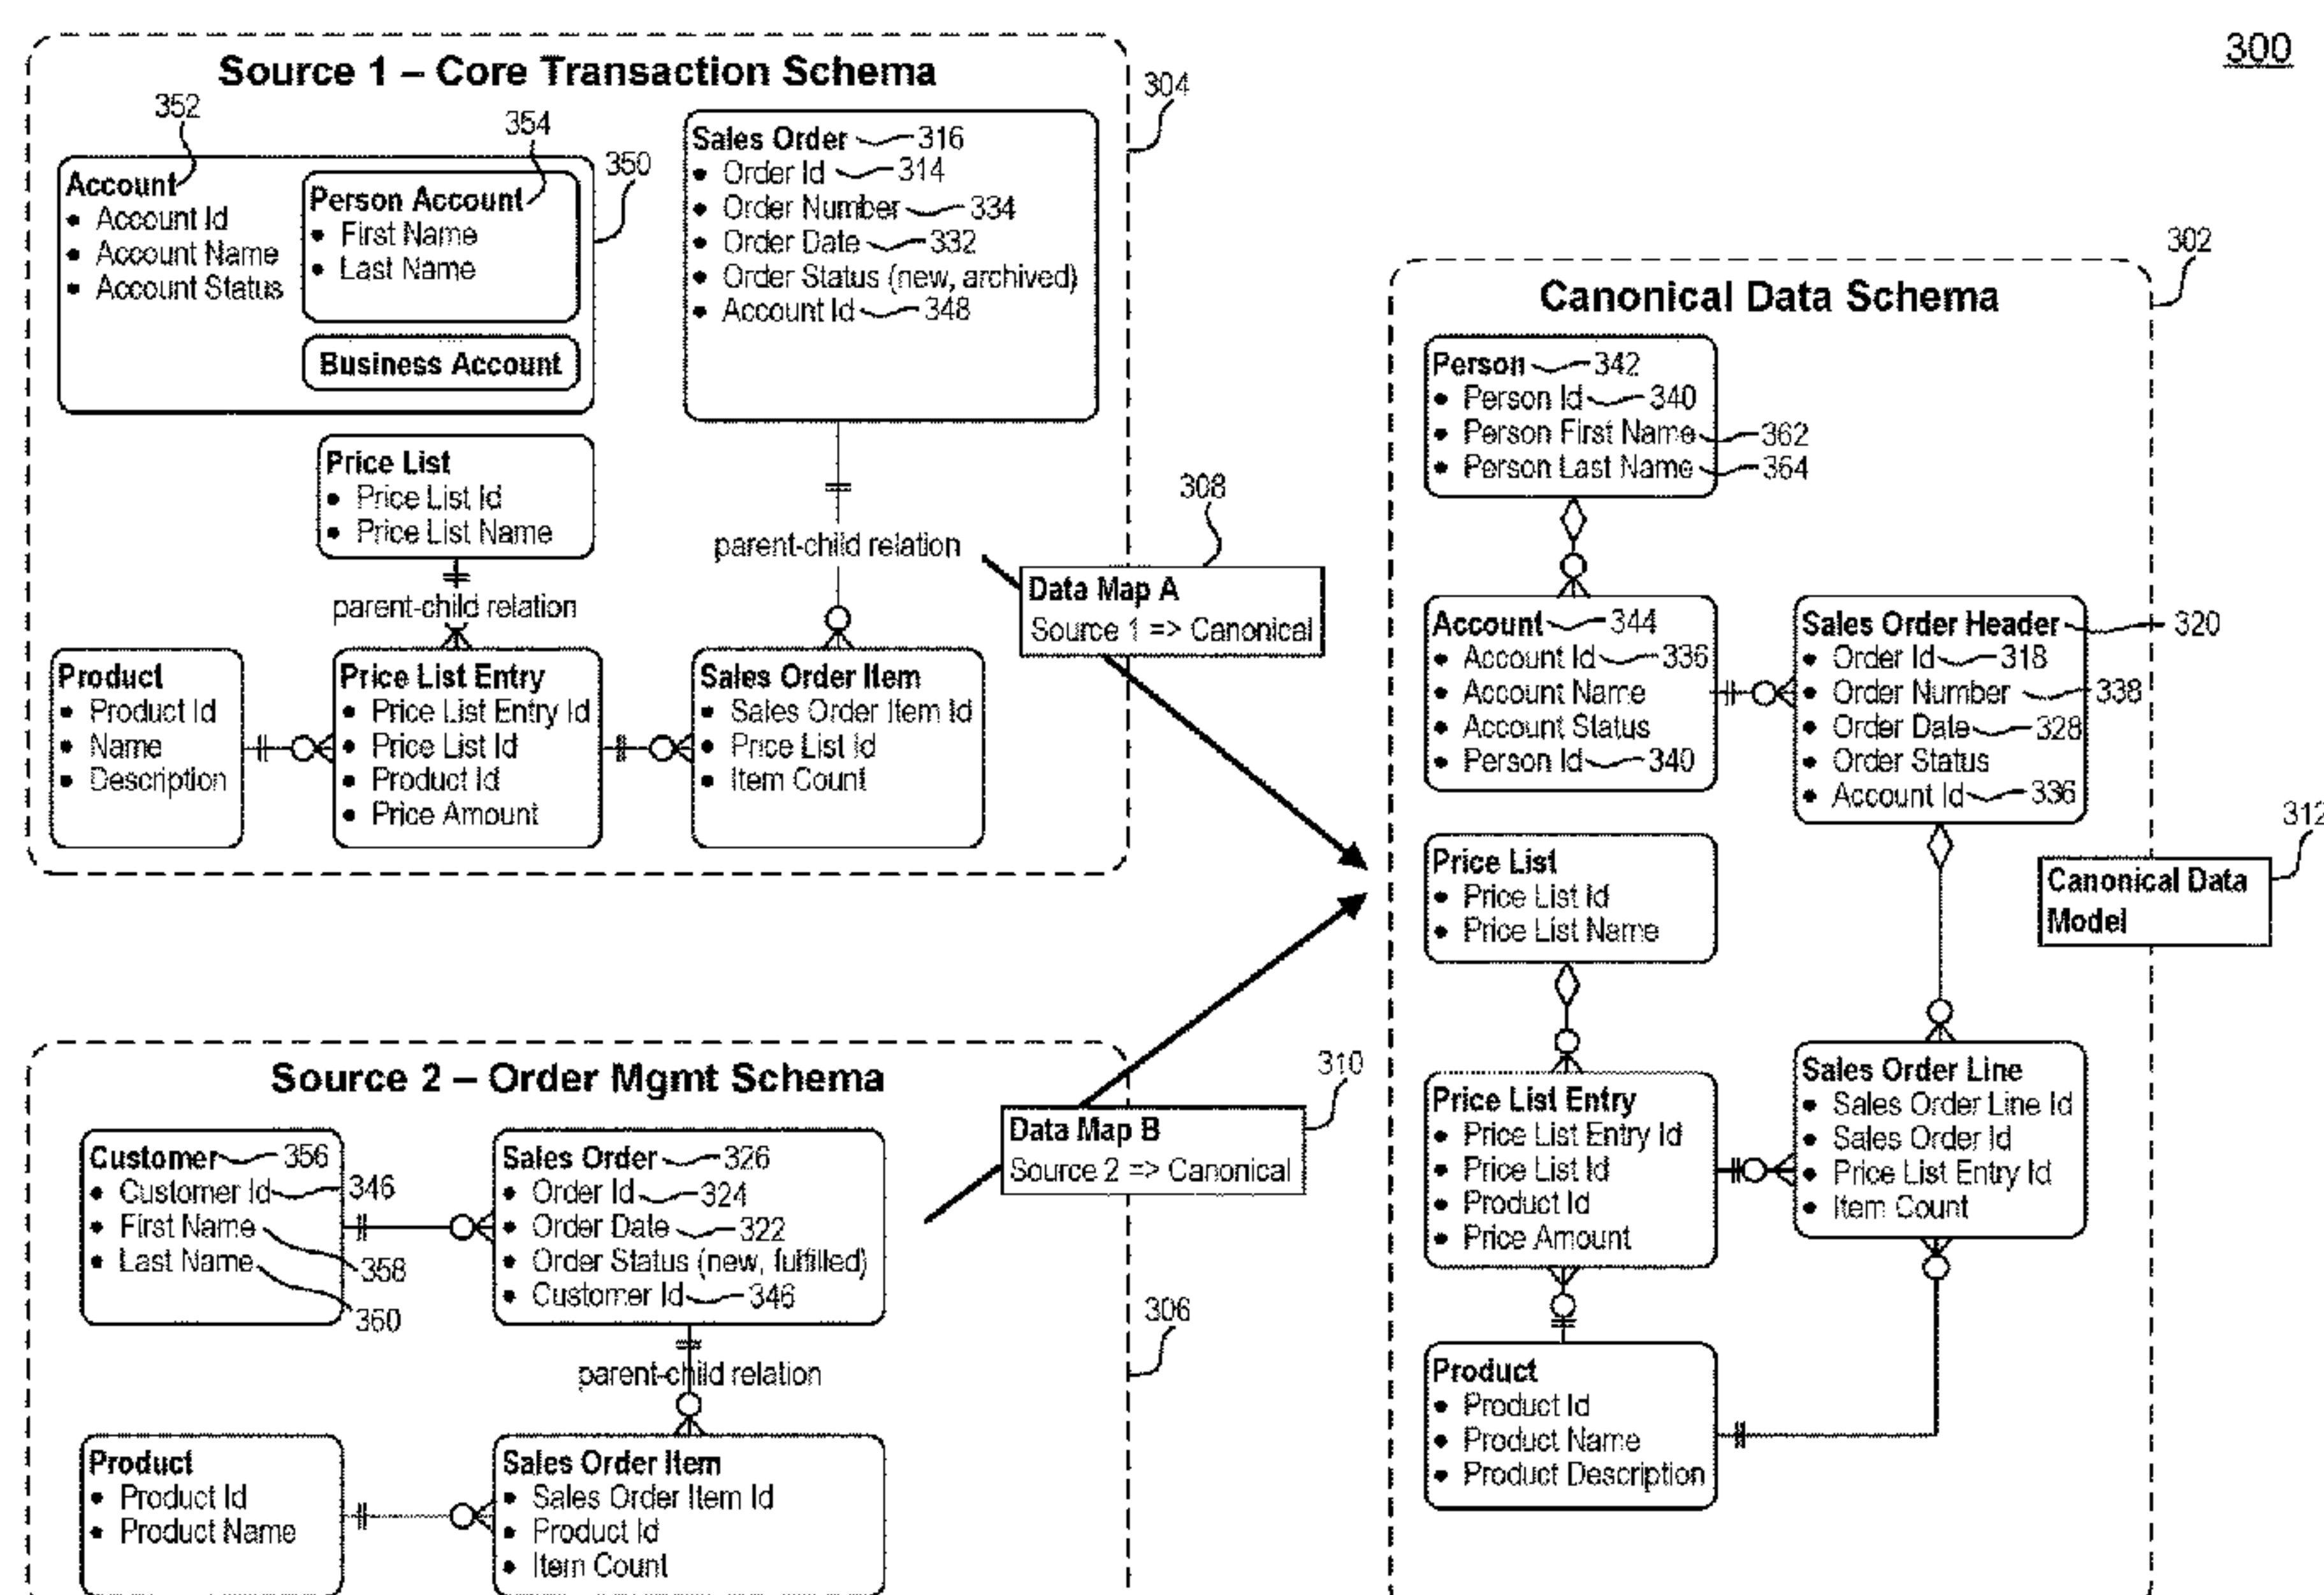 300
Source 1 – Core Transaction Schema
304
352
354
350
Account
• Account Id
• Account Name
• Account Status
Person Account
• First Name
• Last Name
Business Account
Sales Order 316
• Order Id 314
• Order Number 334
• Order Date 332
• Order Status (new, archived)
• Account Id 348
Price List
• Price List Id
• Price List Name
parent-child relation
parent-child relation
Product
• Product Id
• Name
• Description
Price List Entry
• Price List Entry Id
• Price List Id
• Product Id
• Price Amount
Sales Order Item
• Sales Order Item Id
• Price List Id
• Item Count
308
Data Map A
Source 1 => Canonical
Source 2 – Order Mgmt Schema
306
Customer 356
• Customer Id 346
• First Name 358
• Last Name 360
Sales Order 326
• Order Id 324
• Order Date 322
• Order Status (new, fulfilled)
• Customer Id 346
parent-child relation
Product
• Product Id
• Product Name
Sales Order Item
• Sales Order Item Id
• Product Id
• Item Count
310
Data Map B
Source 2 => Canonical
302
Canonical Data Schema
Person 342
• Person Id 340
• Person First Name 362
• Person Last Name 364
Account 344
• Account Id 336
• Account Name
• Account Status
• Person Id 340
Sales Order Header 320
• Order Id 318
• Order Number 338
• Order Date 328
• Order Status
• Account Id 336
312
Canonical Data
Model
Price List
• Price List Id
• Price List Name
Price List Entry
• Price List Entry Id
• Price List Id
• Product Id
• Price Amount
Sales Order Line
• Sales Order Line Id
• Sales Order Id
• Price List Entry Id
• Item Count
Product
• Product Id
• Product Name
• Product Description